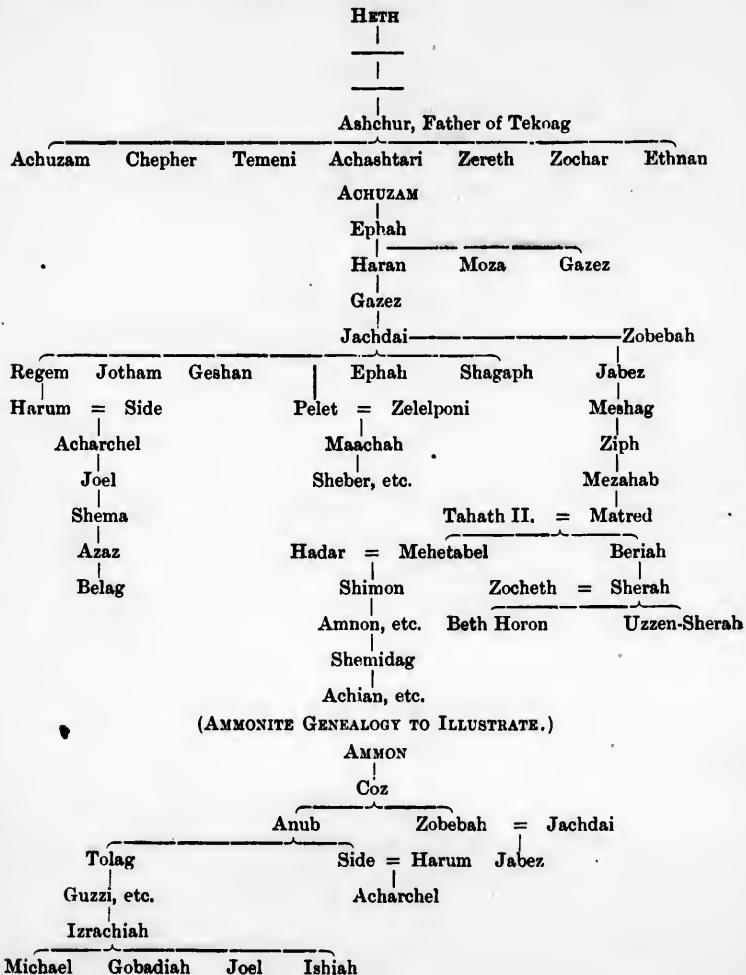 HETH
Ashchur, Father of Tekoag
Achuzam Chepher Temeni Achashtari Zereth Zochar Ethnan
ACHUZAM
Ephah
Haran Moza Gazez
Gazez
Jachdai Zobebah
Regem Jotham Geshan Ephah Shagaph Jabez
Harum = Side Pelet = Zelelponi Meshag
Acharchel Maachah Ziph
Joel Sheber, etc. Mezahab
Shema Tahath II. = Matred
Azaz Hadar = Mehetabel Beriah
Belag Shimon Zocheth = Sherah
Amnon, etc. Beth Horon Uzzen-Sherah
Shemidag
Achian, etc.
(AMMONITE GENEALOGY TO ILLUSTRATE.)
AMMON
Coz
Anub Zobebah = Jachdai
Tolag Side = Harum Jabez
Guzzi, etc. Acharchel
Izrachiah
Michael Gobadiah Joel Ishiah